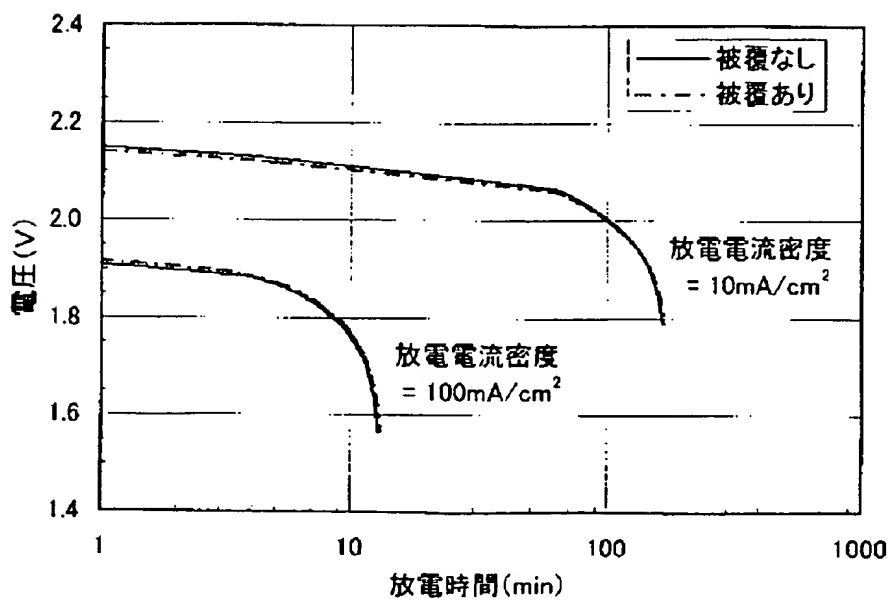 2.4
2.2
2.0
1.8
1.6
1.4
電圧(V)
被覆なし
被覆あり
放電電流密度
= 10mA/cm²
放電電流密度
= 100mA/cm²
1
10
100
1000
放電時間(min)